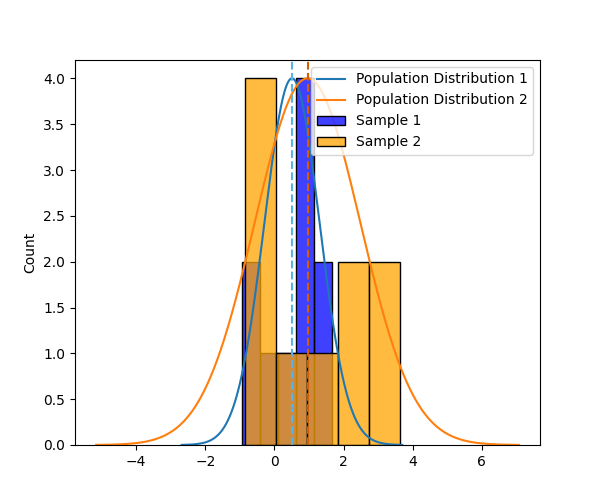 Population Distribution 1
Population Distribution 2
Sample 1
Sample 2
Count
4.0
3.5
3.0
2.5
2.0
1.5
1.0
0.5
0.0
−4 −2 0 2 4 6